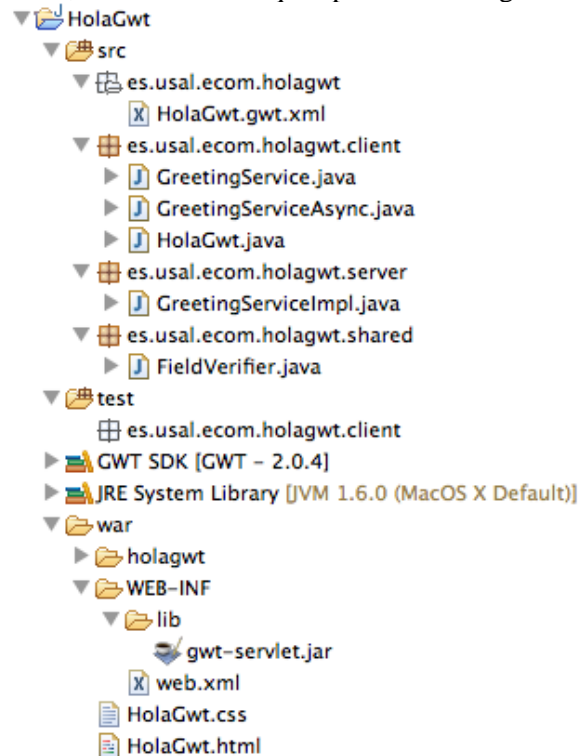 HolaGwt
src
es.usal.ecom.holagwt
HolaGwt.gwt.xml
es.usal.ecom.holagwt.client
GreetingService.java
GreetingServiceAsync.java
HolaGwt.java
es.usal.ecom.holagwt.server
GreetingServiceImpl.java
es.usal.ecom.holagwt.shared
FieldVerifier.java
test
es.usal.ecom.holagwt.client
GWT SDK [GWT - 2.0.4]
JRE System Library [JVM 1.6.0 (MacOS X Default)]
war
holagwt
WEB-INF
lib
gwt-servlet.jar
web.xml
HolaGwt.css
HolaGwt.html